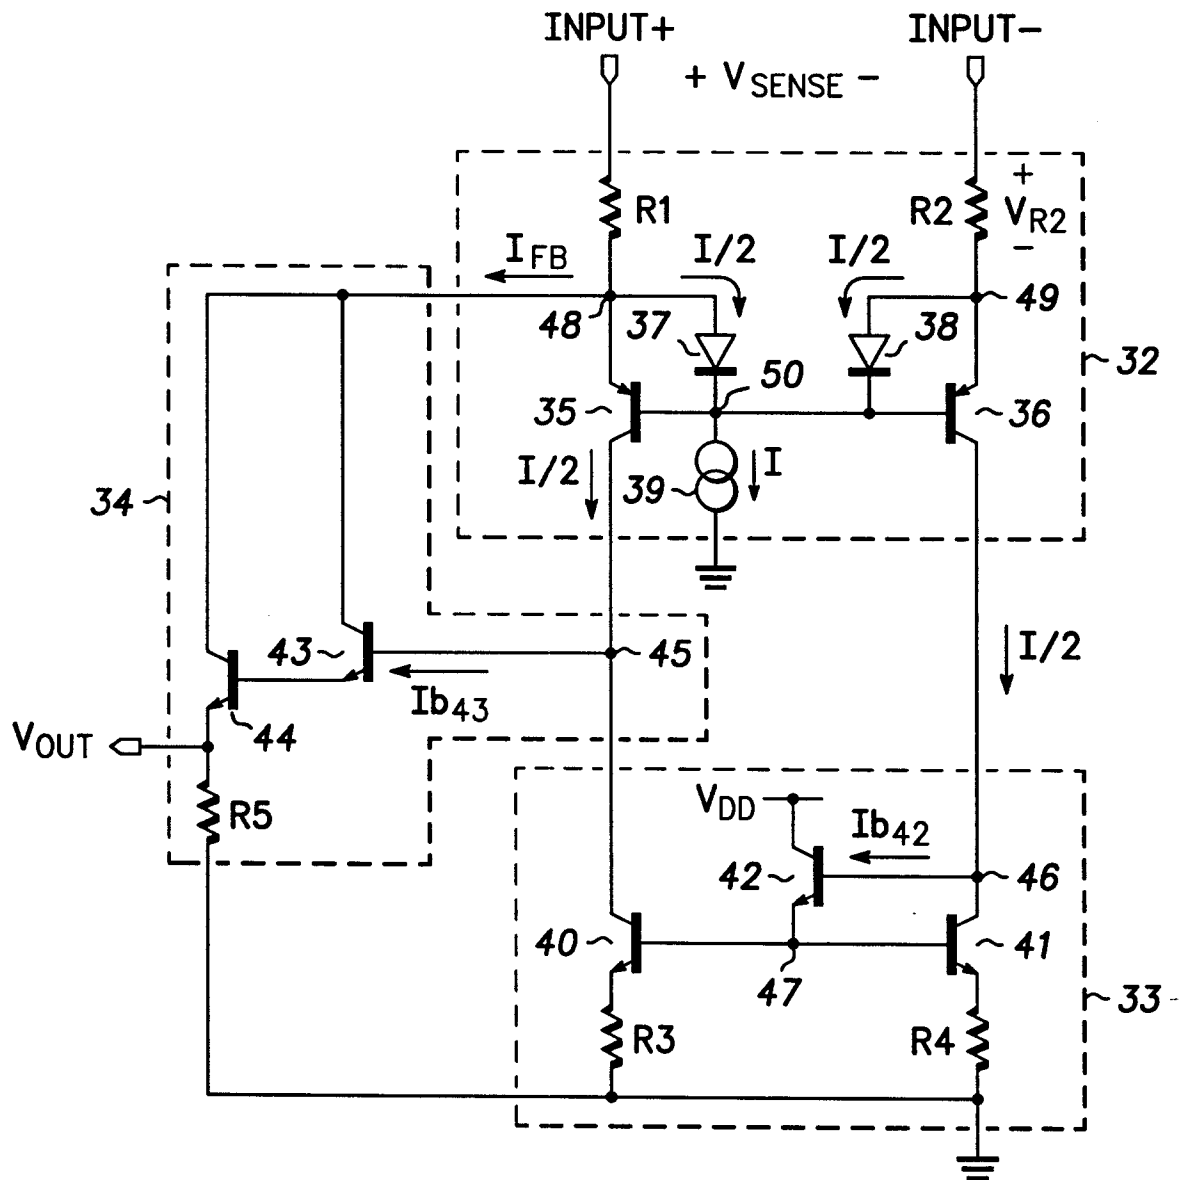 INPUT+ INPUT-
+ VSENSE -
R1 R2 + VR2 -
IFB I/2 I/2
48 37 38 49
50 32
35 36
I/2 39 I
34
43 45 I/2
Ib43
VOUT 44
R5 VDD Ib42
42 46
40 41
47 33
R3 R4